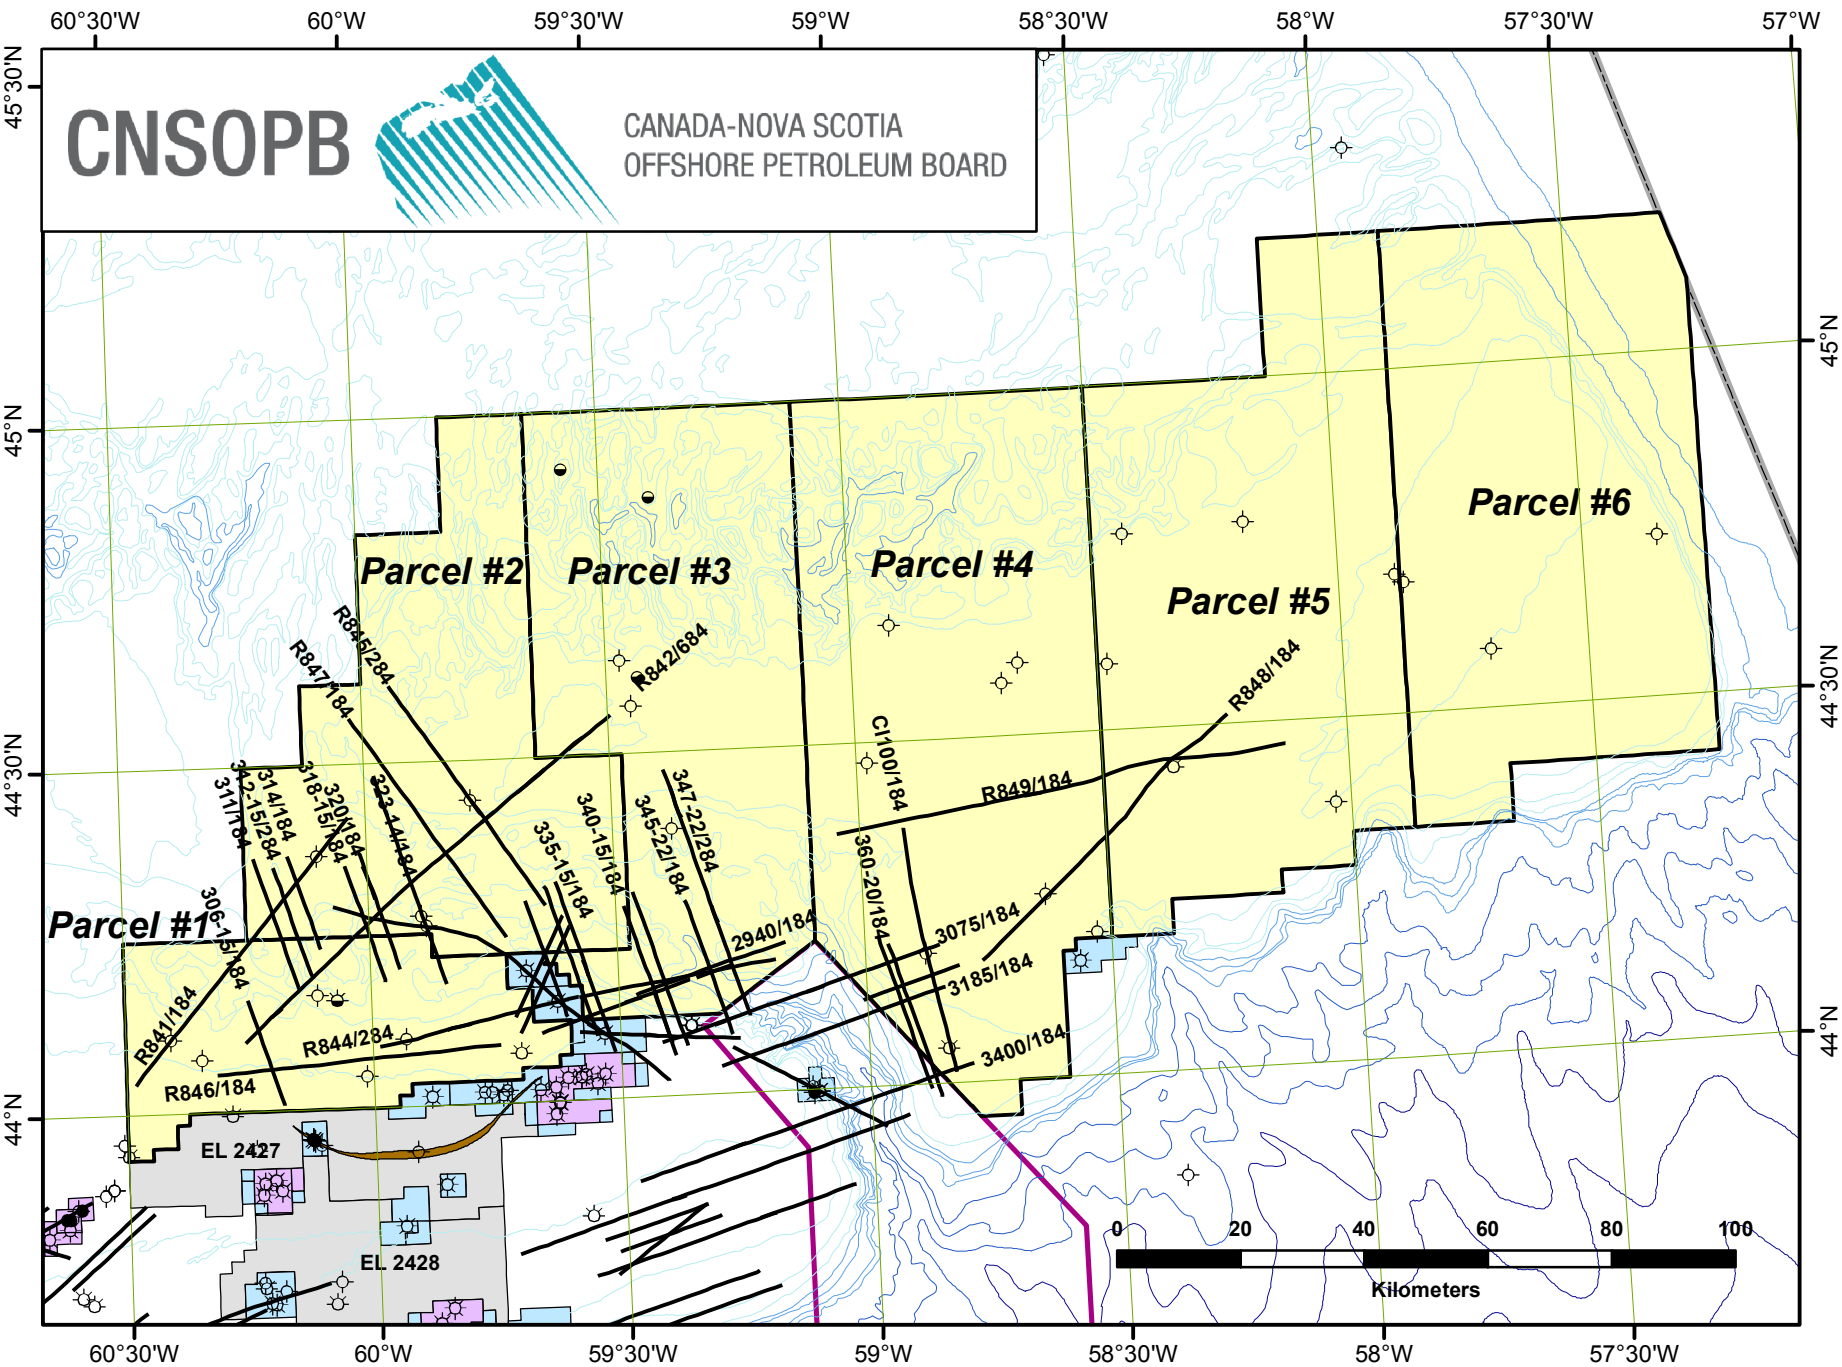 60°30'W 60°W 59°30'W 59°W 58°30'W 58°W 57°30'W 57°W
45°30'N
CNSOPB
CANADA-NOVA SCOTIA
OFFSHORE PETROLEUM BOARD
45°N
45°N
Parcel #6
Parcel #2 Parcel #3 Parcel #4
Parcel #5
R845/284
R847/184
R842/684
R848/184
44°30'N
44°30'N
CI100/184
R849/184
311/184
312-15/284
314/184
318-15/184
320/184
323-14/184
335-15/184
340-15/184
345-22/184
347-22/284
360-20/184
306-15/184
Parcel #1
2940/184
3075/184
3185/184
3400/184
R841/184
R844/284
R846/184
44°N
44°N
EL 2427
EL 2428
0 20 40 60 80 100
Kilometers
60°30'W 60°W 59°30'W 59°W 58°30'W 58°W 57°30'W